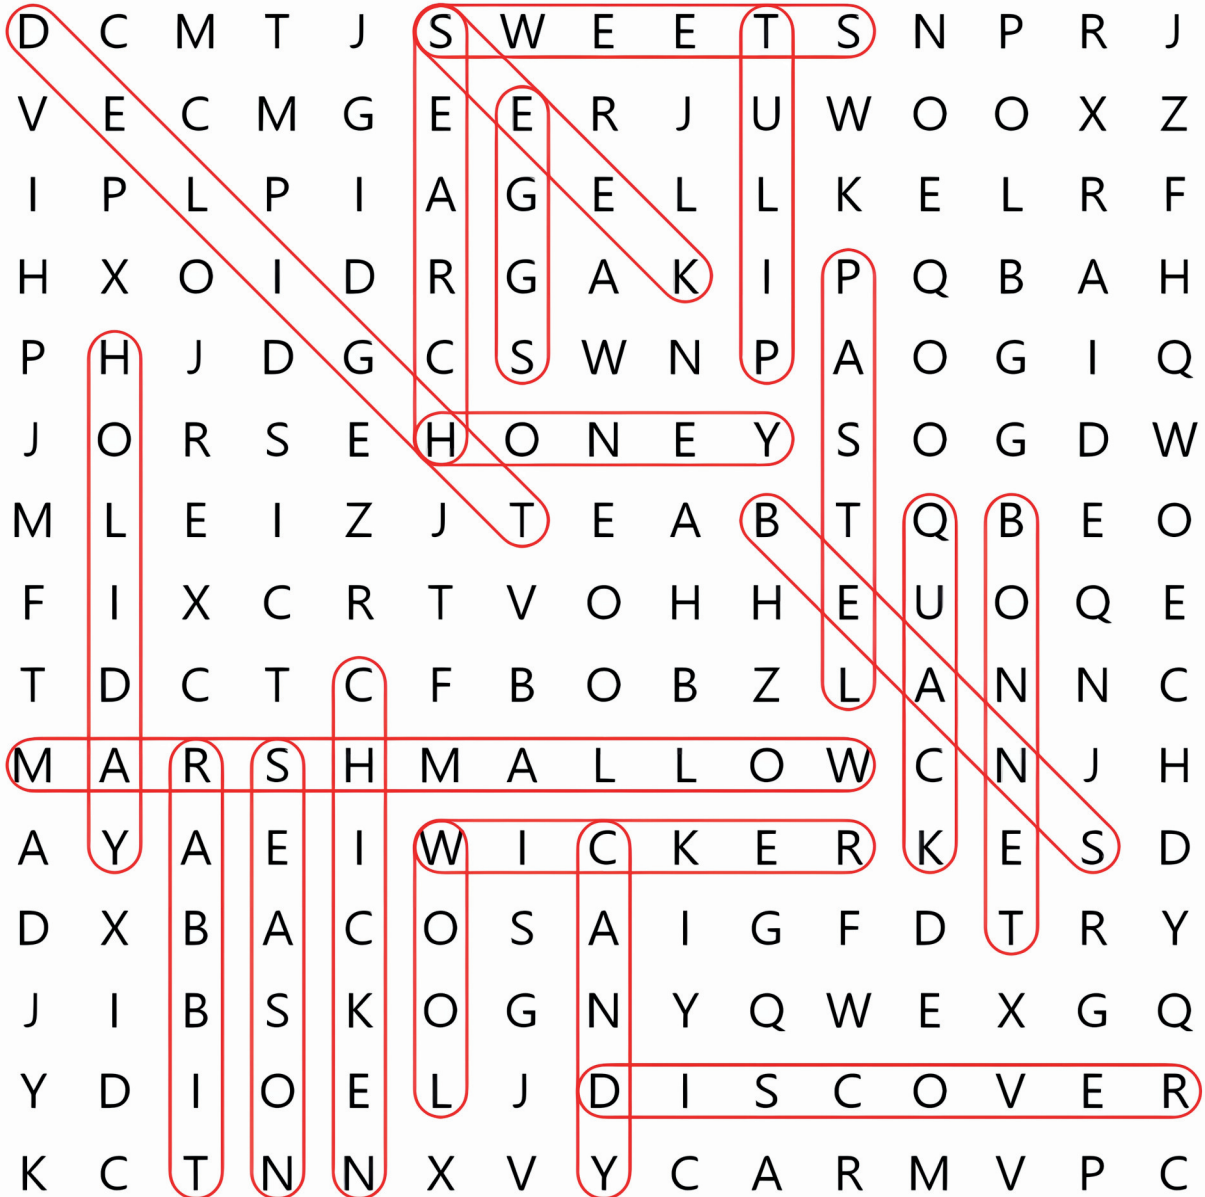 D C M T J S W E E T S N P R J
V E C M G E E R J U W O O X Z
I P L P I A G E L L K E L R F
H X O I D R G A K I P Q B A H
P H J D G C S W N P A O G I Q
J O R S E H O N E Y S O G D W
M L E I Z J T E A B T Q B E O
F I X C R T V O H H E U O Q E
T D C T C F B O B Z L A N N C
M A R S H M A L L O W C N J H
A Y A E I W I C K E R K E S D
D X B A C O S A I G F D T R Y
J I B S K O G N Y Q W E X G Q
Y D I O E L J D I S C O V E R
K C T N N X V Y C A R M V P C